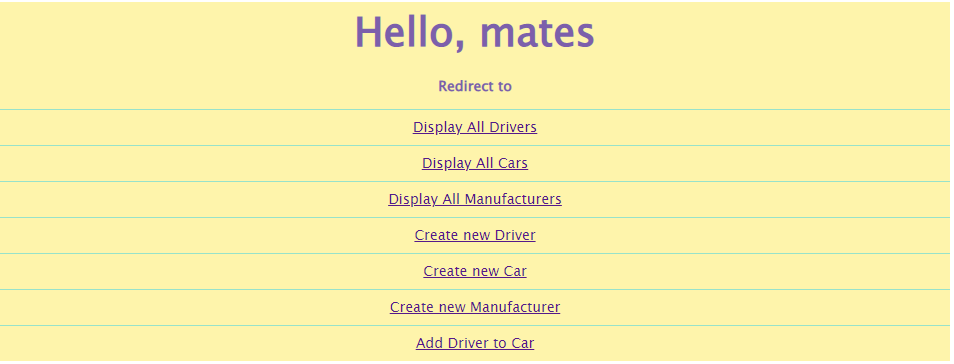 Hello, mates
Redirect to
Display All Drivers
Display All Cars
Display All Manufacturers
Create new Driver
Create new Car
Create new Manufacturer
Add Driver to Car